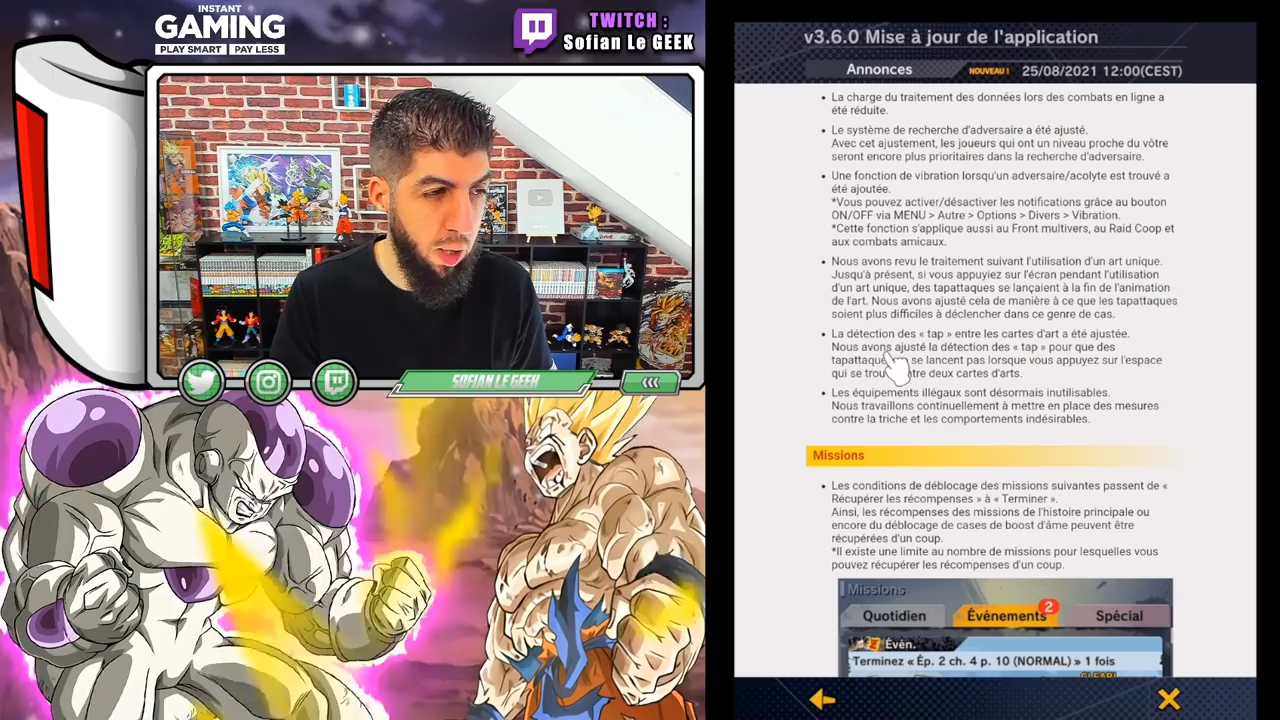 INSTANT
GAMING
PLAY SMART | PAY LESS
TWITCH :
Sofian Le GEEK
SOFIAN LE GEEK
v3.6.0 Mise à jour de l'application
Annonces
NOUVEAU !
25/08/2021 12:00(CEST)
• La charge du traitement des données lors des combats en ligne a
été réduite.
• Le système de recherche d'adversaire a été ajusté.
Avec cet ajustement, les joueurs qui ont un niveau proche du vôtre
seront encore plus prioritaires dans la recherche d'adversaire.
• Une fonction de vibration lorsqu'un adversaire/acolyte est trouvé a
été ajoutée.
*Vous pouvez activer/désactiver les notifications grâce au bouton
ON/OFF via MENU > Autre > Options > Divers > Vibration.
*Cette fonction s'applique aussi au Front multivers, au Raid Coop et
aux combats amicaux.
• Nous avons revu le traitement suivant l'utilisation d'un art unique.
Jusqu'à présent, si vous appuyiez sur l'écran pendant l'utilisation
d'un art unique, des tapattaques se lançaient à la fin de l'animation
de l'art. Nous avons ajusté cela de manière à ce que les tapattaques
soient plus difficiles à déclencher dans ce genre de cas.
• La détection des « tap » entre les cartes d'art a été ajustée.
Nous avons ajusté la détection des « tap » pour que des
se lancent pas lorsque vous appuyez sur l'espace
qui se deux cartes d'arts.
• Les équipements illégaux sont désormais inutilisables.
Nous travaillons continuellement à mettre en place des mesures
contre la triche et les comportements indésirables.
Missions
• Les conditions de déblocage des missions suivantes passent de «
Récupérer les récompenses » à « Terminer ».
Ainsi, les récompenses des missions de l'histoire principale ou
encore du déblocage de cases de boost d'âme peuvent être
récupérées d'un coup.
*Il existe une limite au nombre de missions pour lesquelles vous
pouvez récupérer les récompenses d'un coup.
Missions
Quotidien
Événements
2
Spécial
Évén.
Terminez « Ép. 2 ch. 4 p. 10 (NORMAL) » 1 fois
CLEAR!